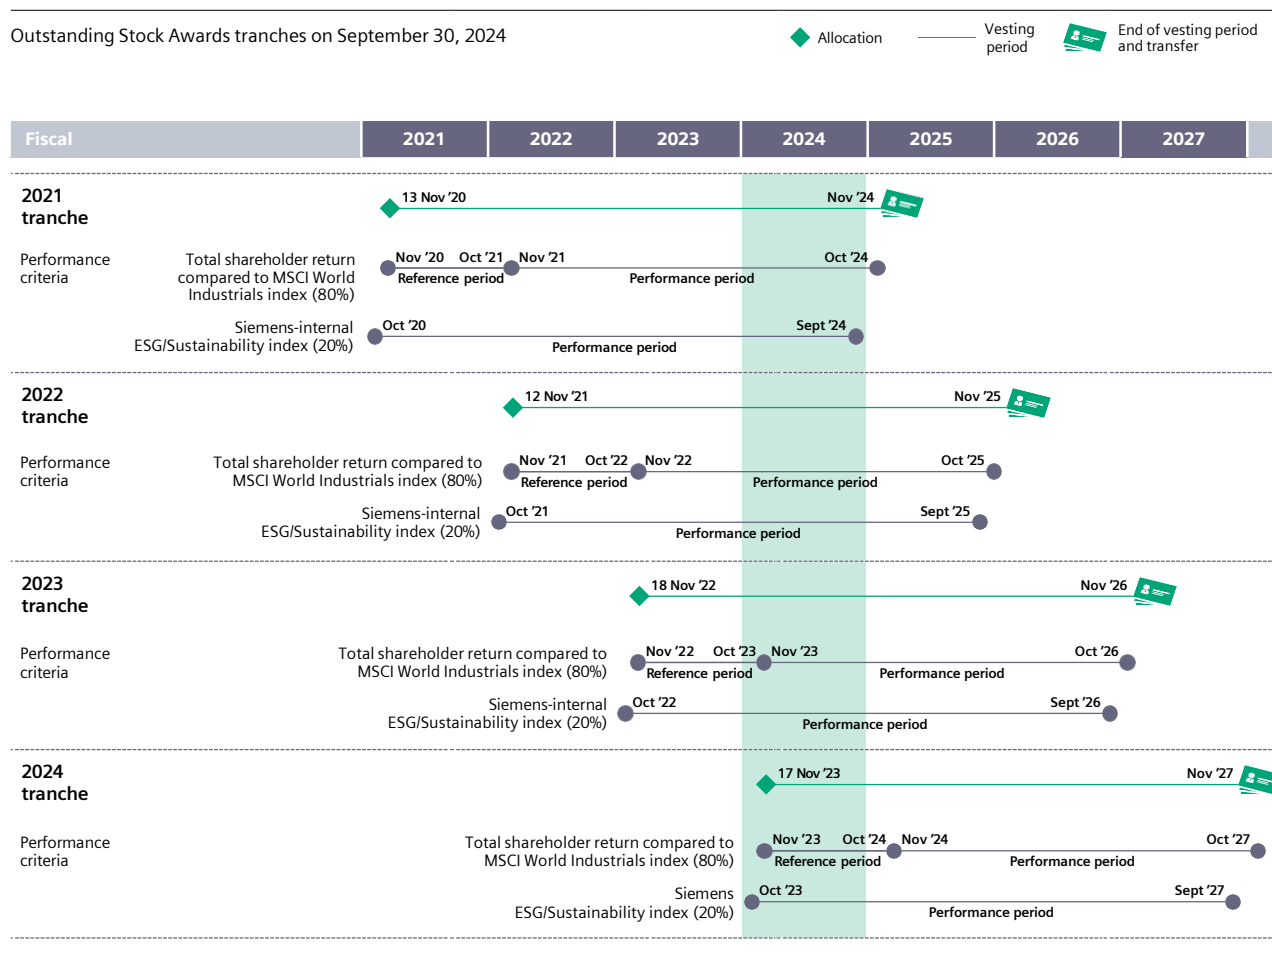 Outstanding Stock Awards tranches on September 30, 2024
Allocation
Vesting
period
End of vesting period
and transfer
Fiscal 2021 2022 2023 2024 2025 2026 2027
2021
tranche
13 Nov ’20 Nov ’24
Performance
criteria
Total shareholder return
compared to MSCI World
Industrials index (80%)
Nov ’20 Oct ’21 Nov ’21 Oct ’24
Reference period Performance period
Siemens-internal
ESG/Sustainability index (20%)
Oct ’20 Sept ’24
Performance period
2022
tranche
12 Nov ’21 Nov ’25
Performance
criteria
Total shareholder return compared to
MSCI World Industrials index (80%)
Nov ’21 Oct ’22 Nov ’22 Oct ’25
Reference period Performance period
Siemens-internal
ESG/Sustainability index (20%)
Oct ’21 Sept ’25
Performance period
2023
tranche
18 Nov ’22 Nov ’26
Performance
criteria
Total shareholder return compared to
MSCI World Industrials index (80%)
Nov ’22 Oct ’23 Nov ’23 Oct ’26
Reference period Performance period
Siemens-internal
ESG/Sustainability index (20%)
Oct ’22 Sept ’26
Performance period
2024
tranche
17 Nov ’23 Nov ’27
Performance
criteria
Total shareholder return compared to
MSCI World Industrials index (80%)
Nov ’23 Oct ’24 Nov ’24 Oct ’27
Reference period Performance period
Siemens
ESG/Sustainability index (20%)
Oct ’23 Sept ’27
Performance period